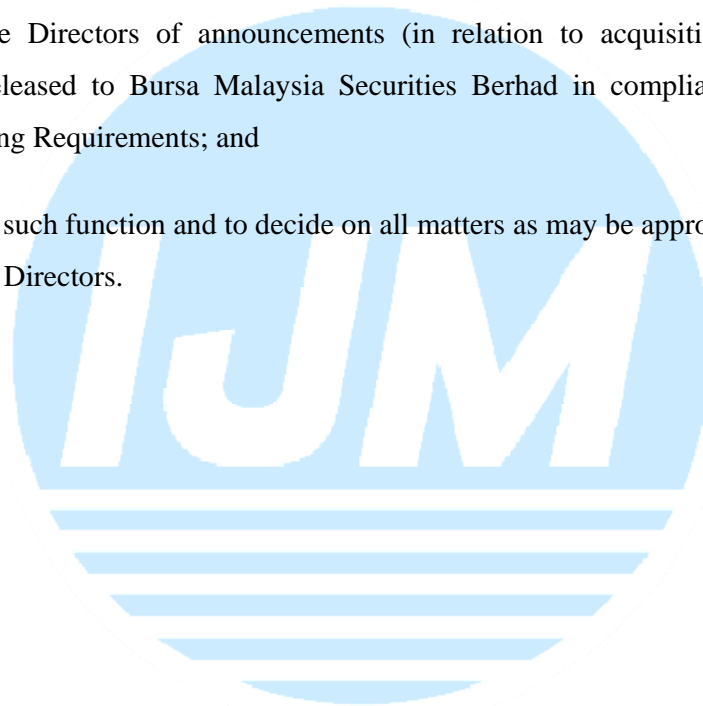 e Directors of announcements (in relation to acquisiti
eleased to Bursa Malaysia Securities Berhad in complia
ng Requirements; and
such function and to decide on all matters as may be appro
Directors.
IJM